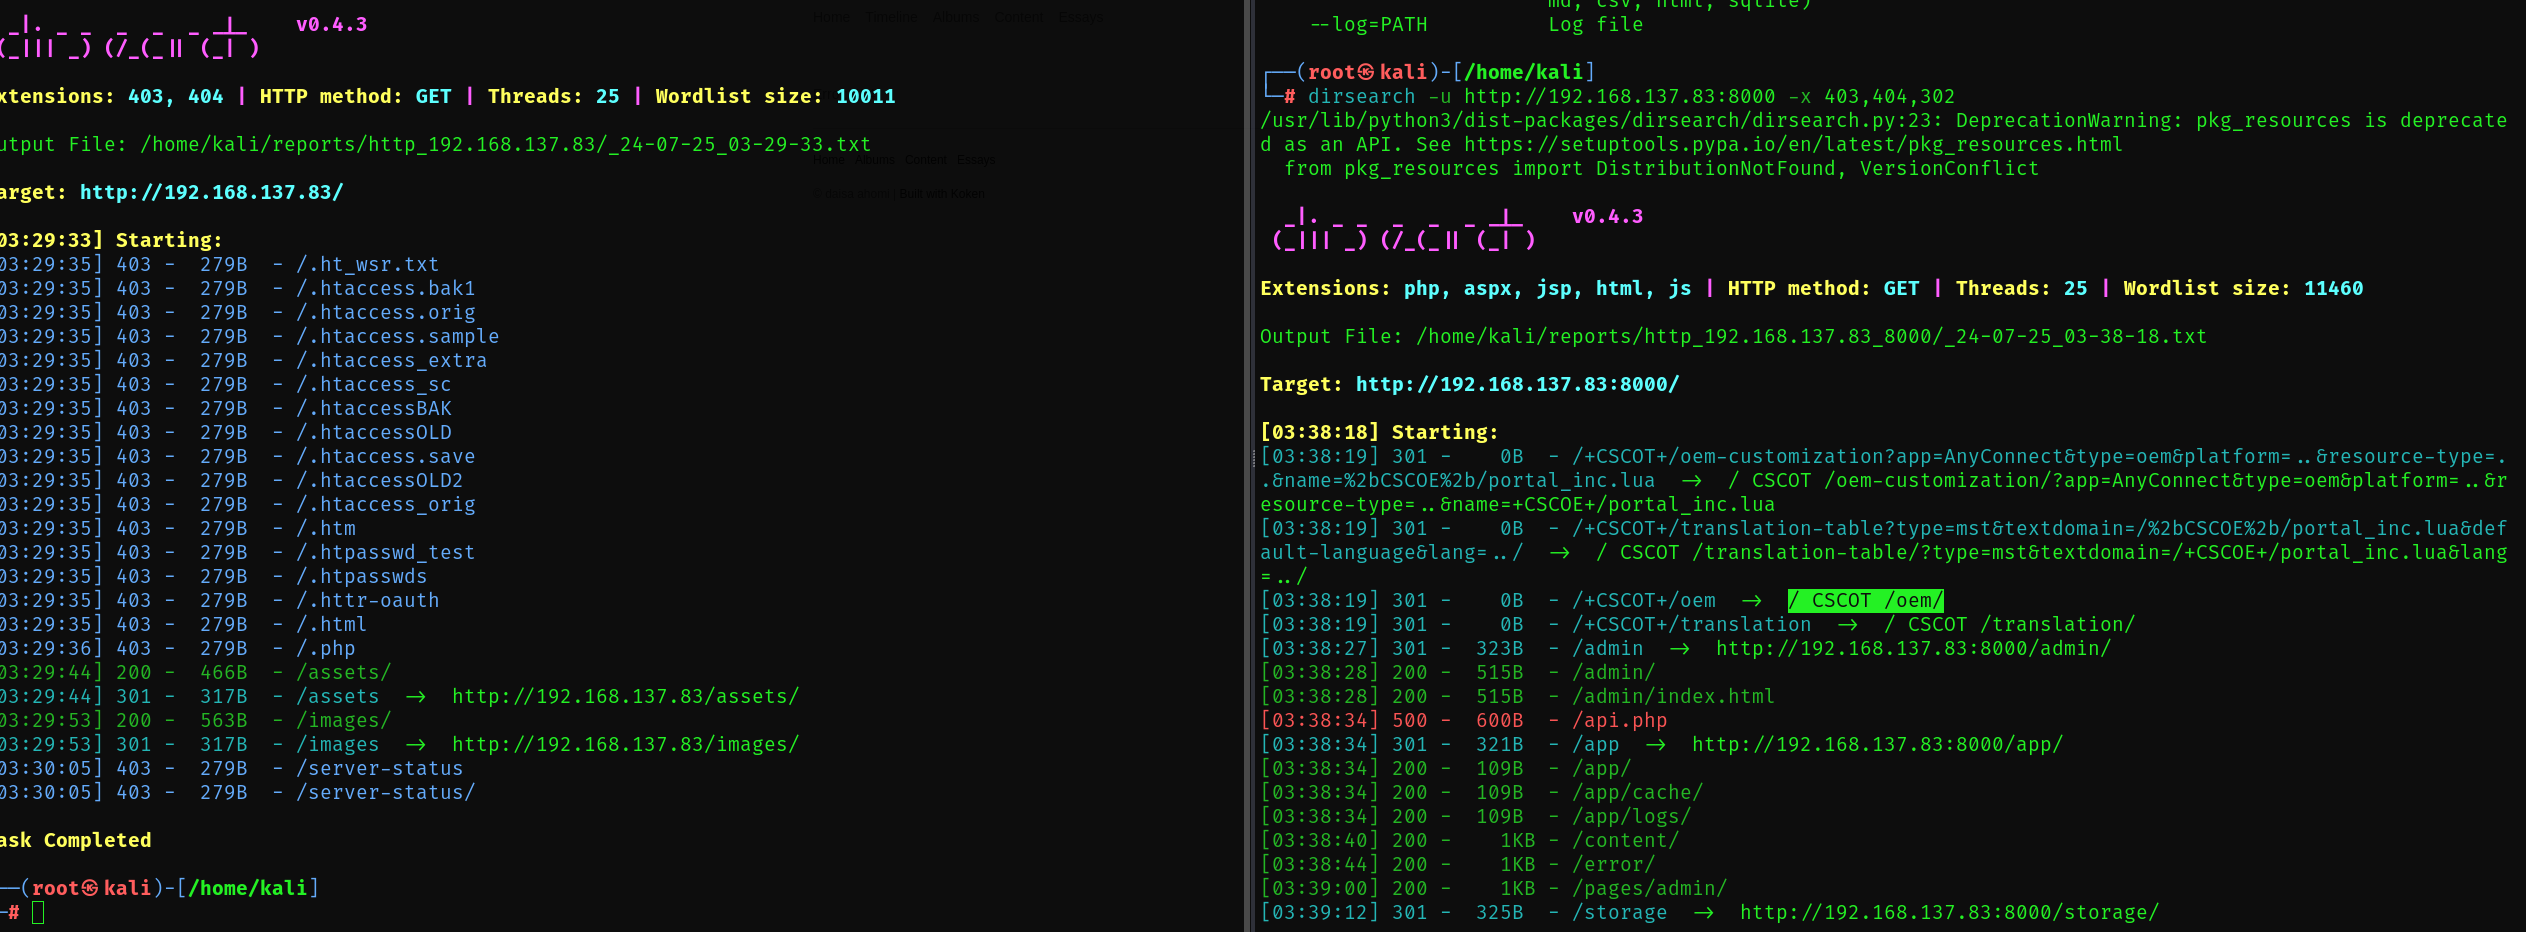 v0.4.3
xtensions: 403, 404 | HTTP method: GET | Threads: 25 | Wordlist size: 10011
utput File: /home/kali/reports/http_192.168.137.83/_24-07-25_03-29-33.txt
arget: http://192.168.137.83/
03:29:33] Starting:
03:29:35] 403 -  279B  - /.ht_wsr.txt
03:29:35] 403 -  279B  - /.htaccess.bak1
03:29:35] 403 -  279B  - /.htaccess.orig
03:29:35] 403 -  279B  - /.htaccess.sample
03:29:35] 403 -  279B  - /.htaccess_extra
03:29:35] 403 -  279B  - /.htaccess_sc
03:29:35] 403 -  279B  - /.htaccessBAK
03:29:35] 403 -  279B  - /.htaccessOLD
03:29:35] 403 -  279B  - /.htaccess.save
03:29:35] 403 -  279B  - /.htaccessOLD2
03:29:35] 403 -  279B  - /.htaccess_orig
03:29:35] 403 -  279B  - /.htm
03:29:35] 403 -  279B  - /.htpasswd_test
03:29:35] 403 -  279B  - /.htpasswds
03:29:35] 403 -  279B  - /.httr-oauth
03:29:35] 403 -  279B  - /.html
03:29:36] 403 -  279B  - /.php
03:29:44] 200 -  466B  - /assets/
03:29:44] 301 -  317B  - /assets  ->  http://192.168.137.83/assets/
03:29:53] 200 -  563B  - /images/
03:29:53] 301 -  317B  - /images  ->  http://192.168.137.83/images/
03:30:05] 403 -  279B  - /server-status
03:30:05] 403 -  279B  - /server-status/
ask Completed
──(root㉿kali)-[/home/kali]
─#
Home Timeline Albums Content Essays
Home Albums Content Essays
Built with Koken
md, csv, html, sqlite)
--log=PATH          Log file
┌──(root㉿kali)-[/home/kali]
└─# dirsearch -u http://192.168.137.83:8000 -x 403,404,302
/usr/lib/python3/dist-packages/dirsearch/dirsearch.py:23: DeprecationWarning: pkg_resources is deprecate
d as an API. See https://setuptools.pypa.io/en/latest/pkg_resources.html
from pkg_resources import DistributionNotFound, VersionConflict
v0.4.3
Extensions: php, aspx, jsp, html, js | HTTP method: GET | Threads: 25 | Wordlist size: 11460
Output File: /home/kali/reports/http_192.168.137.83_8000/_24-07-25_03-38-18.txt
Target: http://192.168.137.83:8000/
[03:38:18] Starting:
[03:38:19] 301 -    0B  - /+CSCOT+/oem-customization?app=AnyConnect&type=oem&platform=..&resource-type=.
.&name=%2bCSCOE%2b/portal_inc.lua  ->  / CSCOT /oem-customization/?app=AnyConnect&type=oem&platform=..&r
esource-type=..&name=+CSCOE+/portal_inc.lua
[03:38:19] 301 -    0B  - /+CSCOT+/translation-table?type=mst&textdomain=/%2bCSCOE%2b/portal_inc.lua&def
ault-language&lang=../  ->  / CSCOT /translation-table/?type=mst&textdomain=/+CSCOE+/portal_inc.lua&lang
=../
[03:38:19] 301 -    0B  - /+CSCOT+/oem  ->  / CSCOT /oem/
[03:38:19] 301 -    0B  - /+CSCOT+/translation  ->  / CSCOT /translation/
[03:38:27] 301 -  323B  - /admin  ->  http://192.168.137.83:8000/admin/
[03:38:28] 200 -  515B  - /admin/
[03:38:28] 200 -  515B  - /admin/index.html
[03:38:34] 500 -  600B  - /api.php
[03:38:34] 301 -  321B  - /app  ->  http://192.168.137.83:8000/app/
[03:38:34] 200 -  109B  - /app/
[03:38:34] 200 -  109B  - /app/cache/
[03:38:34] 200 -  109B  - /app/logs/
[03:38:40] 200 -    1KB - /content/
[03:38:44] 200 -    1KB - /error/
[03:39:00] 200 -    1KB - /pages/admin/
[03:39:12] 301 -  325B  - /storage  ->  http://192.168.137.83:8000/storage/